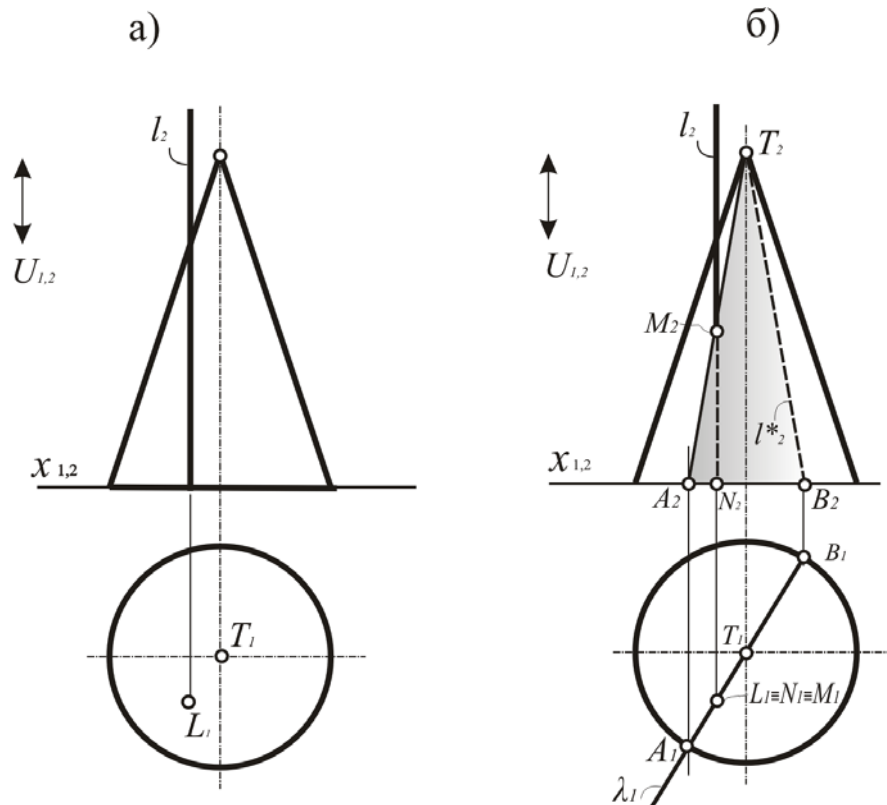 а)
l₂
U₁,₂
x ₁,₂
T₁
L₁
б)
l₂
T₂
U₁,₂
M₂
l*₂
x₁,₂
A₂
N₂
B₂
B₁
T₁
L₁≡N₁≡M₁
A₁
λ₁